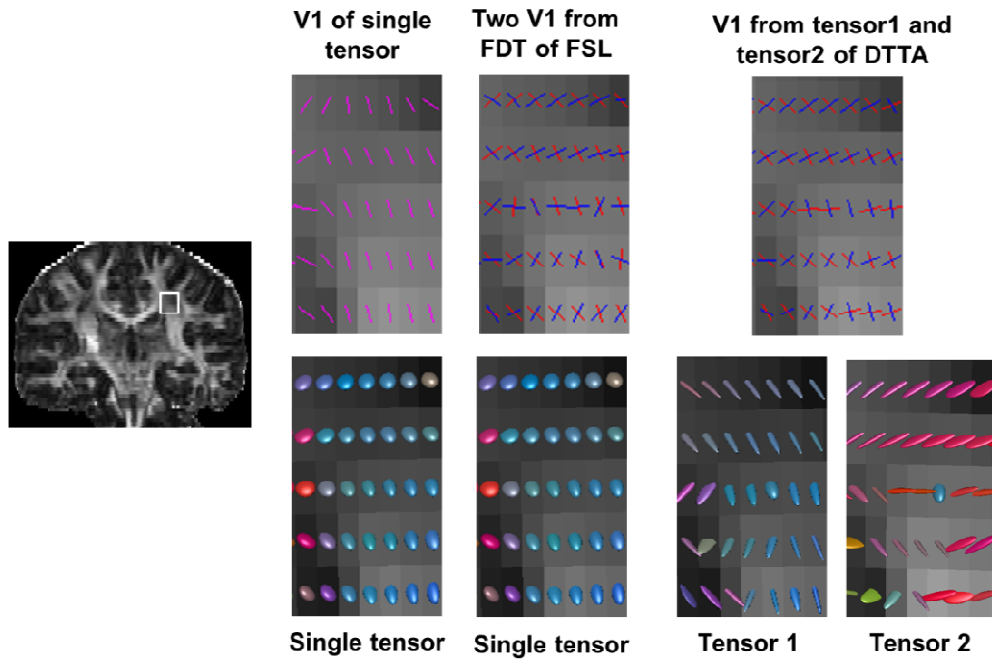 V1 of single
tensor
Two V1 from
FDT of FSL
V1 from tensor1 and
tensor2 of DTTA
Single tensor
Single tensor
Tensor 1
Tensor 2